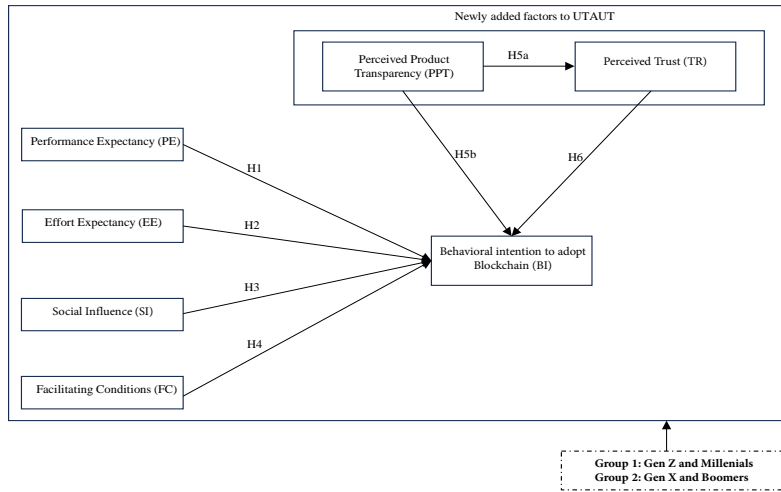 Newly added factors to UTAUT
Perceived Product
Transparency (PPT)
H5a
Perceived Trust (TR)
Performance Expectancy (PE)
H1
H5b
H6
Effort Expectancy (EE)
H2
Behavioral intention to adopt
Blockchain (BI)
H3
Social Influence (SI)
H4
Facilitating Conditions (FC)
Group 1: Gen Z and Millenials
Group 2: Gen X and Boomers